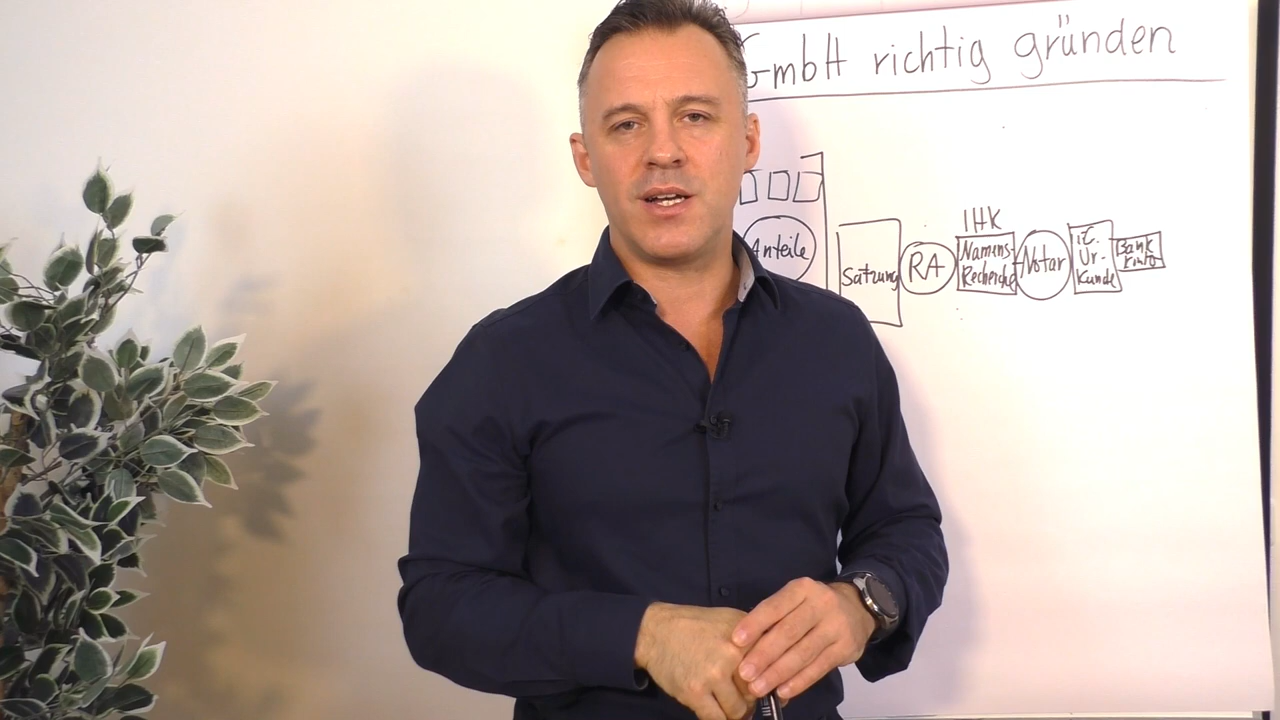 GmbH richtig gründen
Anteile
Satzung
RA
IHK
Namens-
Recherche
Notar
Ur-
Kunde
Bank
Konto